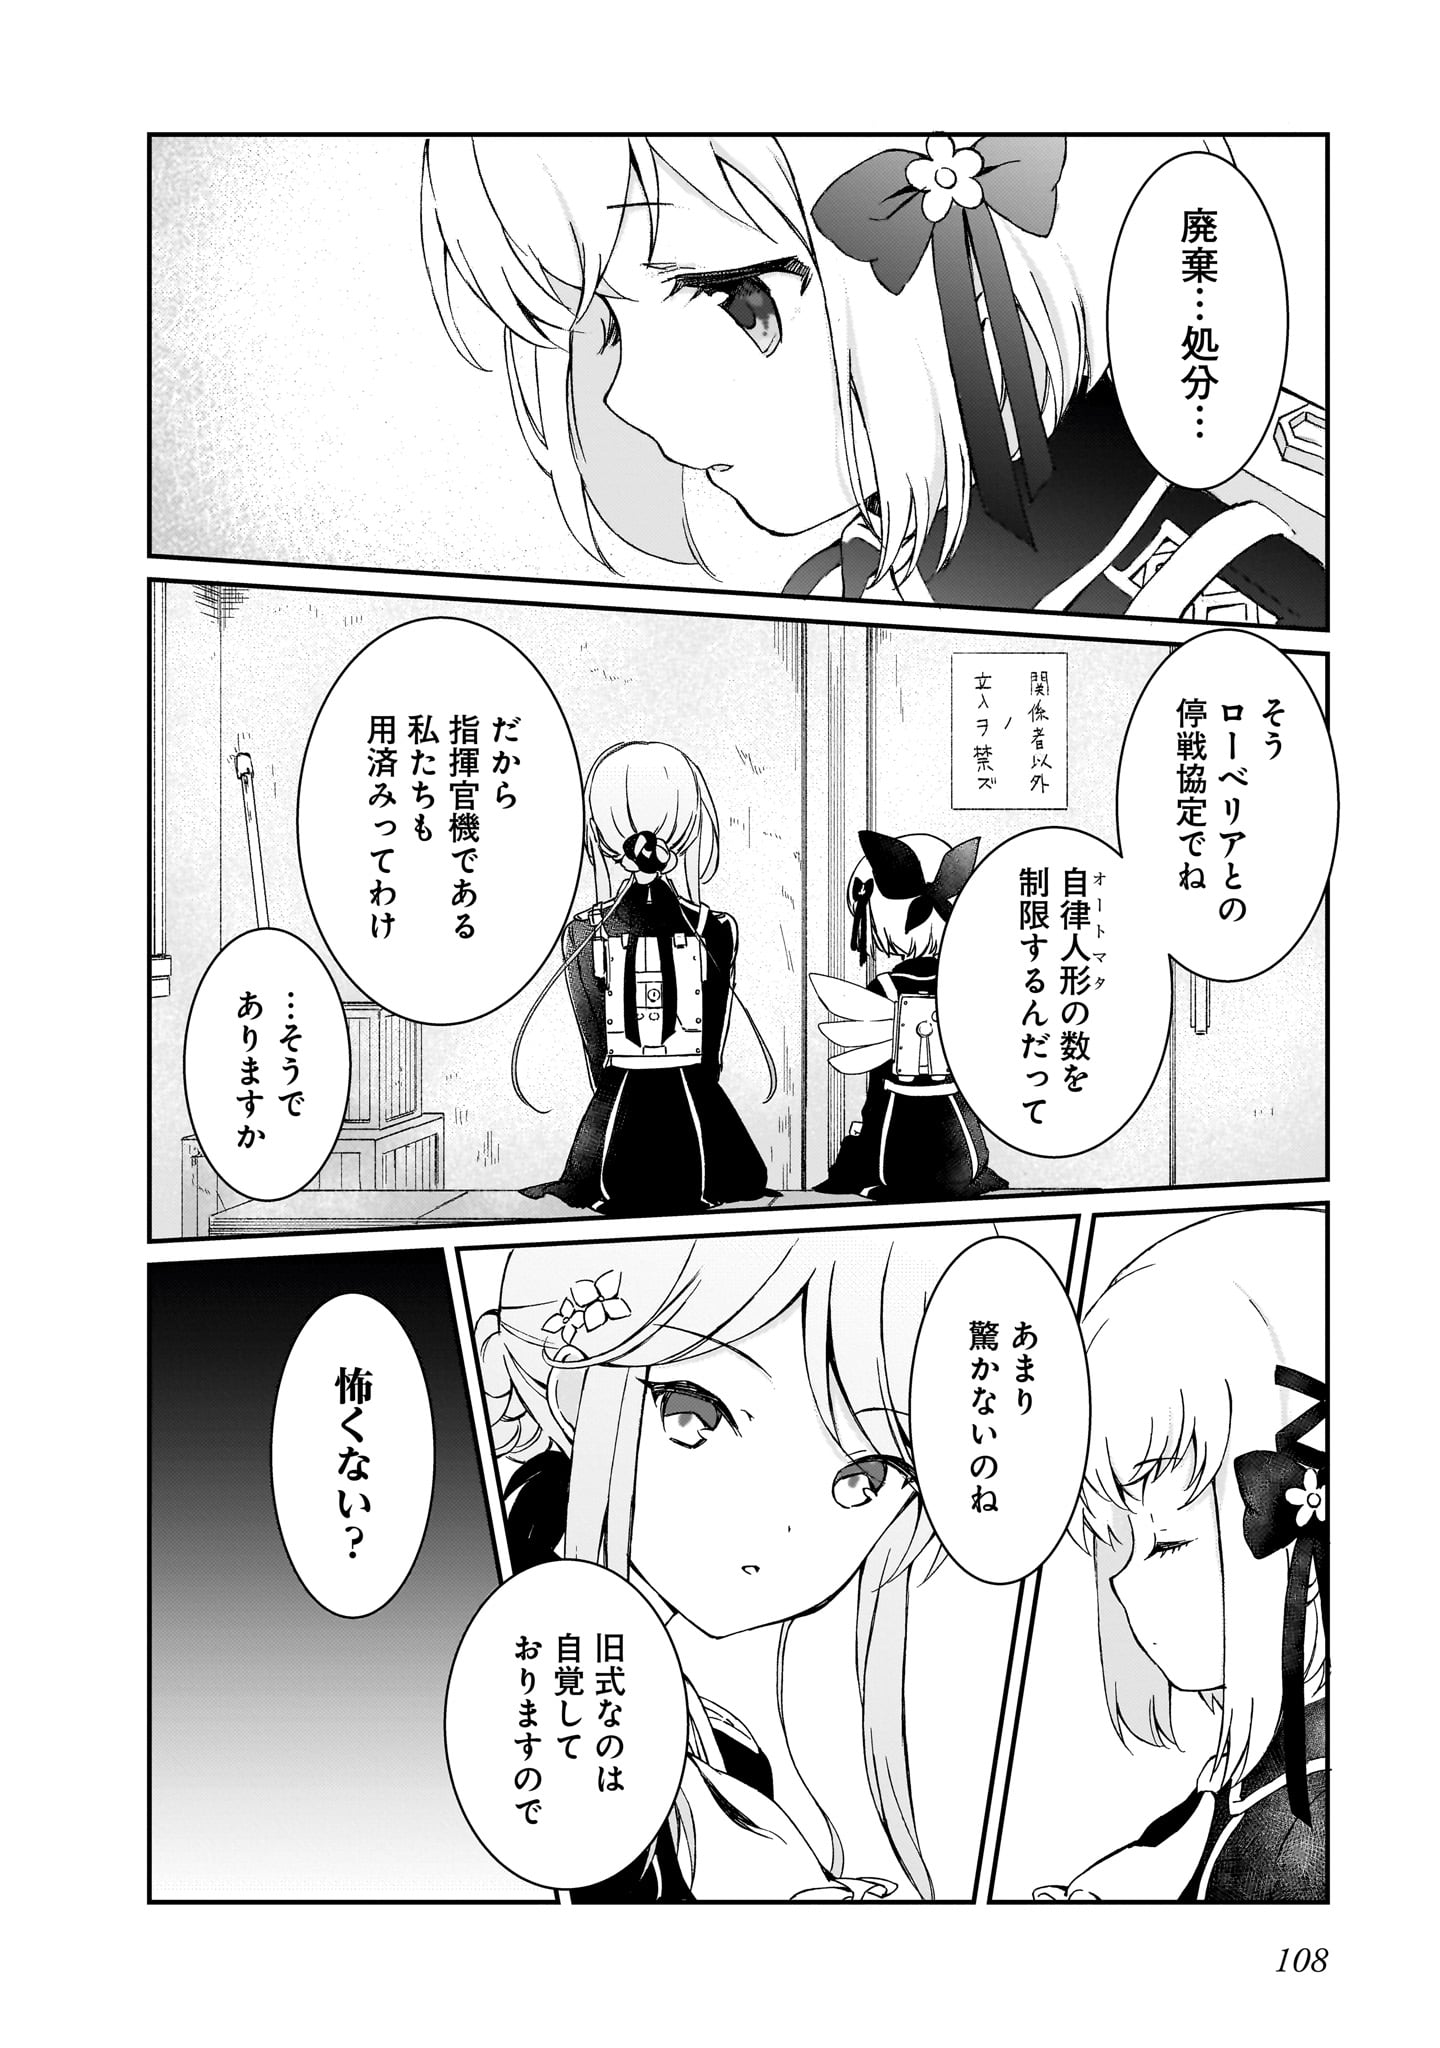 廃棄…処分…
そう
ローベリアとの
停戦協定でね
自律人形の数を
オートマタ
制限するんだって
関係者以外ノ
立入ヲ禁ズ
だから
指揮官機である
私たちも
用済みってわけ
…そうで
ありますか
あまり
驚かないのね
旧式なのは
自覚して
おりますので
怖くない？
108